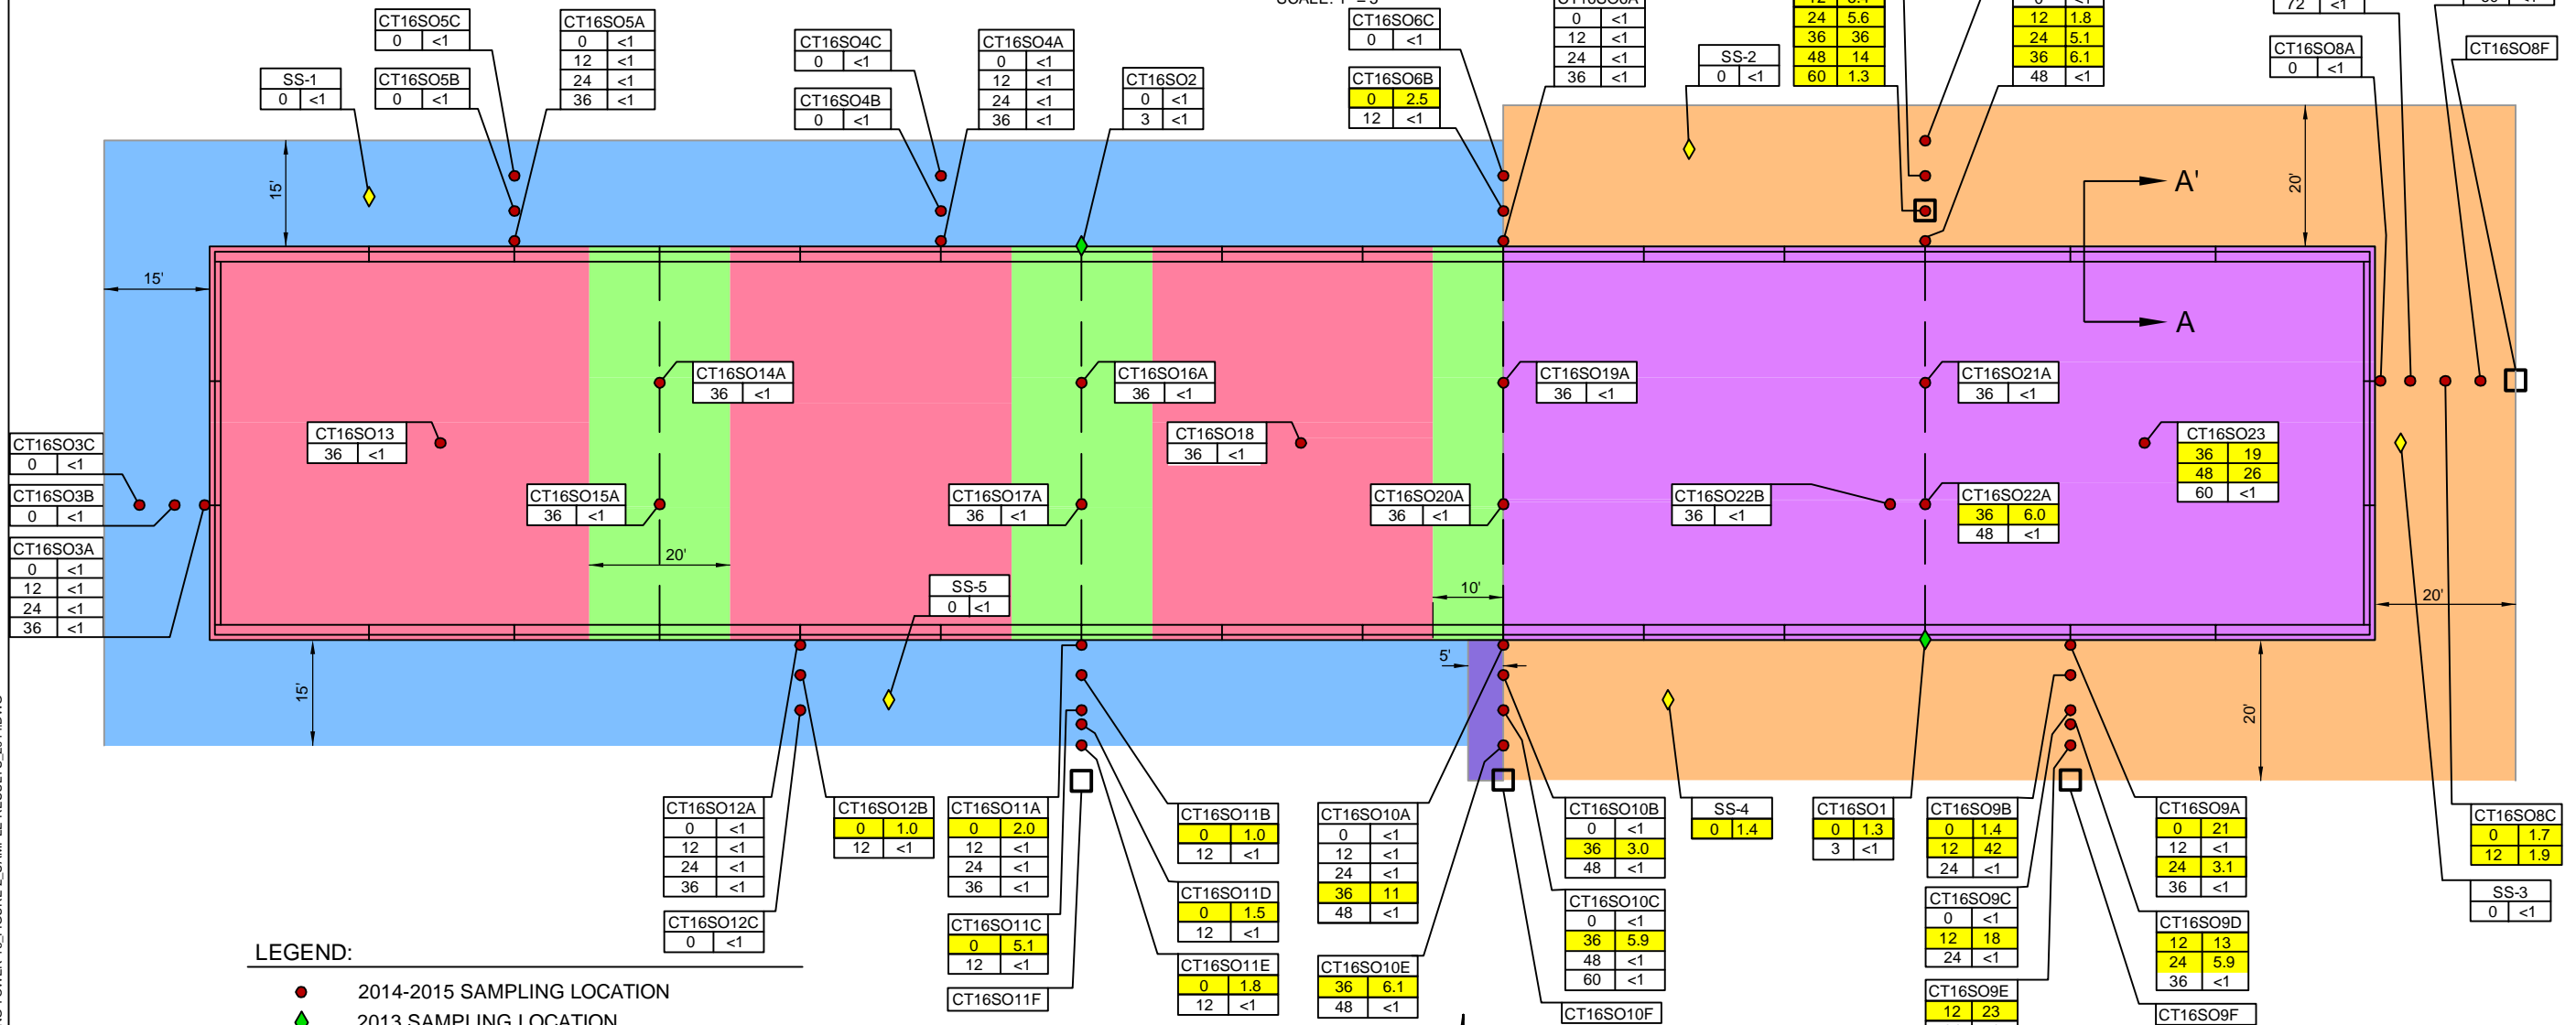 CT16SO5C
0 <1
CT16SO5B
0 <1
CT16SO5A
0 <1
12 <1
24 <1
36 <1
SS-1
0 <1
CT16SO4C
0 <1
CT16SO4B
0 <1
CT16SO4A
0 <1
12 <1
24 <1
36 <1
CT16SO2
0 <1
3 <1
CT16SO6C
0 <1
CT16SO6B
0 2.5
12 <1
0 <1
12 <1
24 <1
36 <1
SS-2
0 <1
24 5.6
36 36
48 14
60 1.3
12 1.8
24 5.1
36 6.1
48 <1
72 <1
CT16SO8A
0 <1
CT16SO8F
15'
15'
20'
A'
A
CT16SO14A
36 <1
CT16SO16A
36 <1
CT16SO19A
36 <1
CT16SO21A
36 <1
CT16SO13
36 <1
CT16SO18
36 <1
CT16SO23
36 19
48 26
60 <1
CT16SO3C
0 <1
CT16SO3B
0 <1
CT16SO3A
0 <1
12 <1
24 <1
36 <1
CT16SO15A
36 <1
CT16SO17A
36 <1
CT16SO20A
36 <1
CT16SO22B
36 <1
CT16SO22A
36 6.0
48 <1
20'
SS-5
0 <1
10'
20'
5'
15'
20'
CT16SO12A
0 <1
12 <1
24 <1
36 <1
CT16SO12B
0 1.0
12 <1
CT16SO12C
0 <1
CT16SO11A
0 2.0
12 <1
24 <1
36 <1
CT16SO11C
0 5.1
12 <1
CT16SO11F
CT16SO11B
0 1.0
12 <1
CT16SO11D
0 1.5
12 <1
CT16SO11E
0 1.8
12 <1
CT16SO10A
0 <1
12 <1
24 <1
36 11
48 <1
CT16SO10E
36 6.1
48 <1
CT16SO10B
0 <1
36 3.0
48 <1
CT16SO10C
0 <1
36 5.9
48 <1
60 <1
CT16SO10F
SS-4
0 1.4
CT16SO1
0 1.3
3 <1
CT16SO9B
0 1.4
12 42
24 <1
CT16SO9C
0 <1
12 18
24 <1
CT16SO9E
12 23
CT16SO9A
0 21
12 <1
24 3.1
36 <1
CT16SO9D
12 13
24 5.9
36 <1
CT16SO9F
CT16SO8C
0 1.7
12 1.9
SS-3
0 <1
LEGEND:
2014-2015 SAMPLING LOCATION
2013 SAMPLING LOCATION